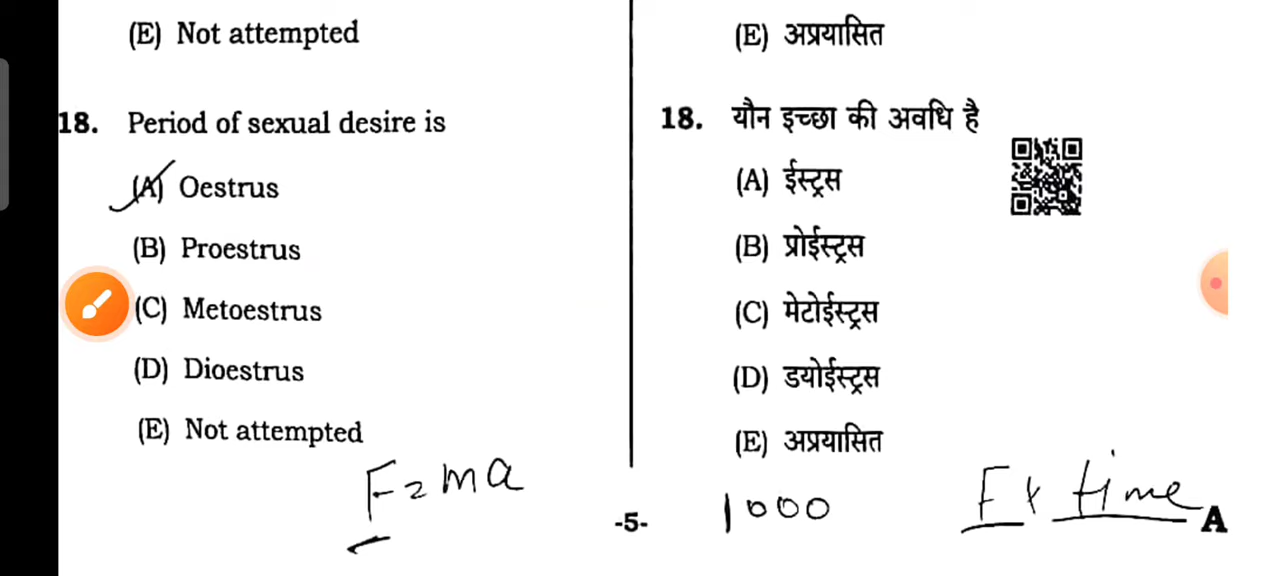 (E) Not attempted
18. Period of sexual desire is
(A) Oestrus
(B) Proestrus
(C) Metoestrus
(D) Dioestrus
(E) Not attempted
F=ma
(E) अप्रयासित
18. यौन इच्छा की अवधि है
(A) ईस्ट्रस
(B) प्रोईस्ट्रस
(C) मेटोईस्ट्रस
(D) डयोईस्ट्रस
(E) अप्रयासित
1000
F x time
-5-
A